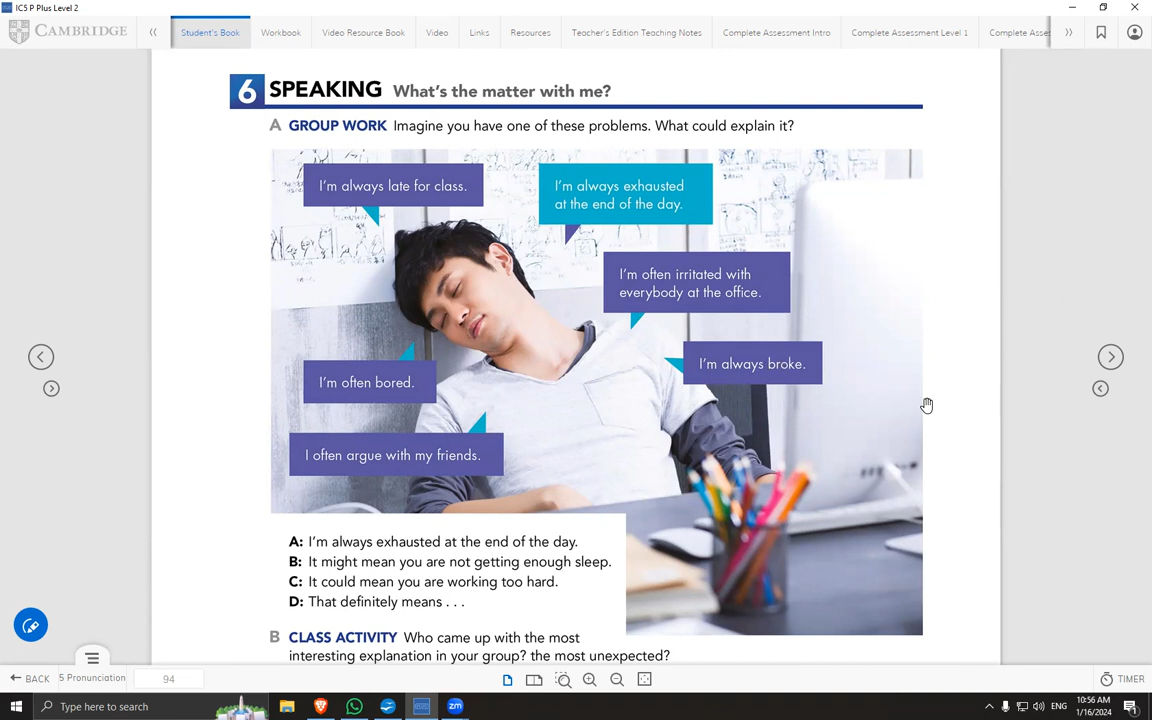 IC5 P Plus Level 2
CAMBRIDGE
Student's Book
Workbook
Video Resource Book
Video
Links
Resources
Teacher's Edition Teaching Notes
Complete Assessment Intro
Complete Assessment Level 1
Complete Asses
6 SPEAKING What's the matter with me?
A GROUP WORK Imagine you have one of these problems. What could explain it?
I'm always late for class.
I'm always exhausted
at the end of the day.
I'm often irritated with
everybody at the office.
I'm always broke.
I'm often bored.
I often argue with my friends.
A: I'm always exhausted at the end of the day.
B: It might mean you are not getting enough sleep.
C: It could mean you are working too hard.
D: That definitely means . . .
B CLASS ACTIVITY Who came up with the most
interesting explanation in your group? the most unexpected?
BACK
5 Pronunciation
94
TIMER
Type here to search
zm
ENG
10:56 AM
1/16/2024